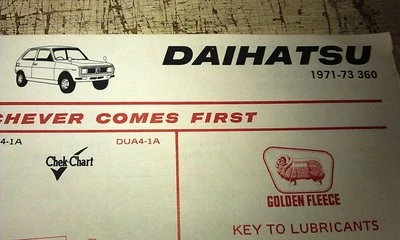 DAIHATSU
1971-73 360
CHEVER COMES FIRST
4-1A
DUA4-1A
Chek-Chart
GOLDEN FLEECE
KEY TO LUBRICANTS